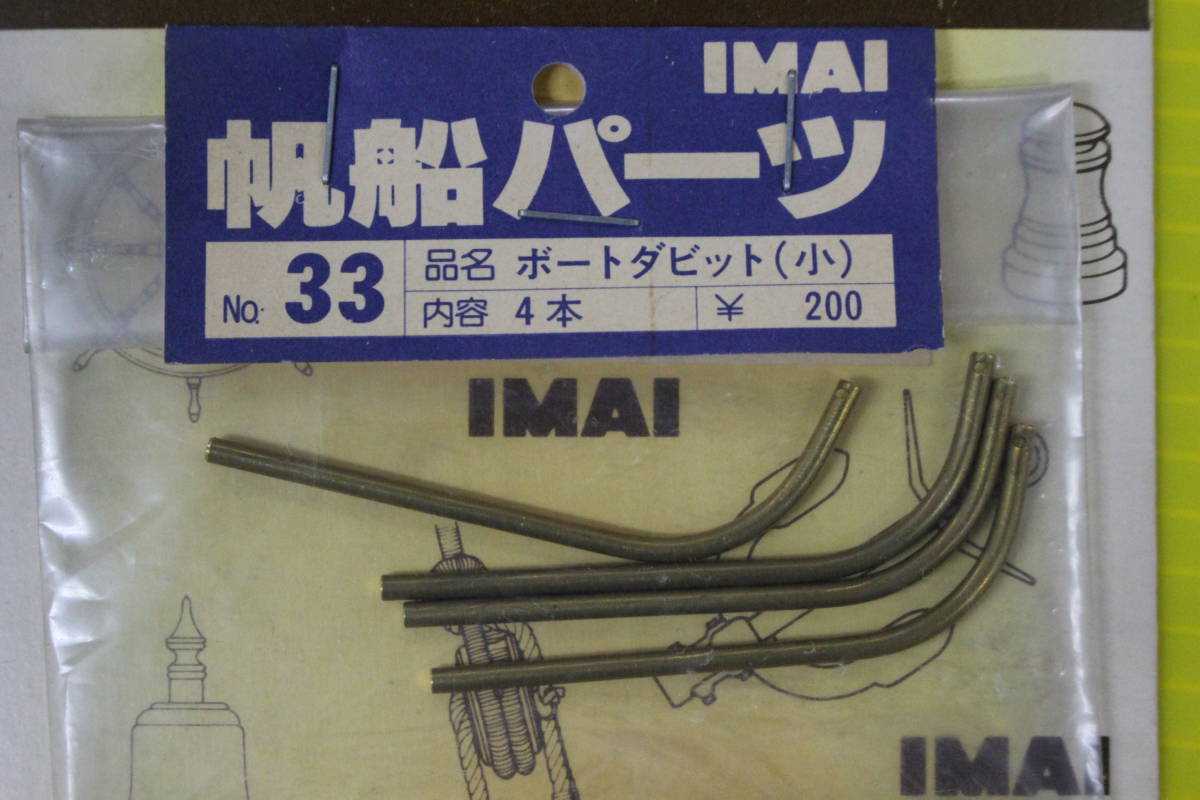 IMAI
帆船パーツ
No. 33
品名 ボートダビット(小)
内容 4本 ¥ 200
IMAI
IMAI